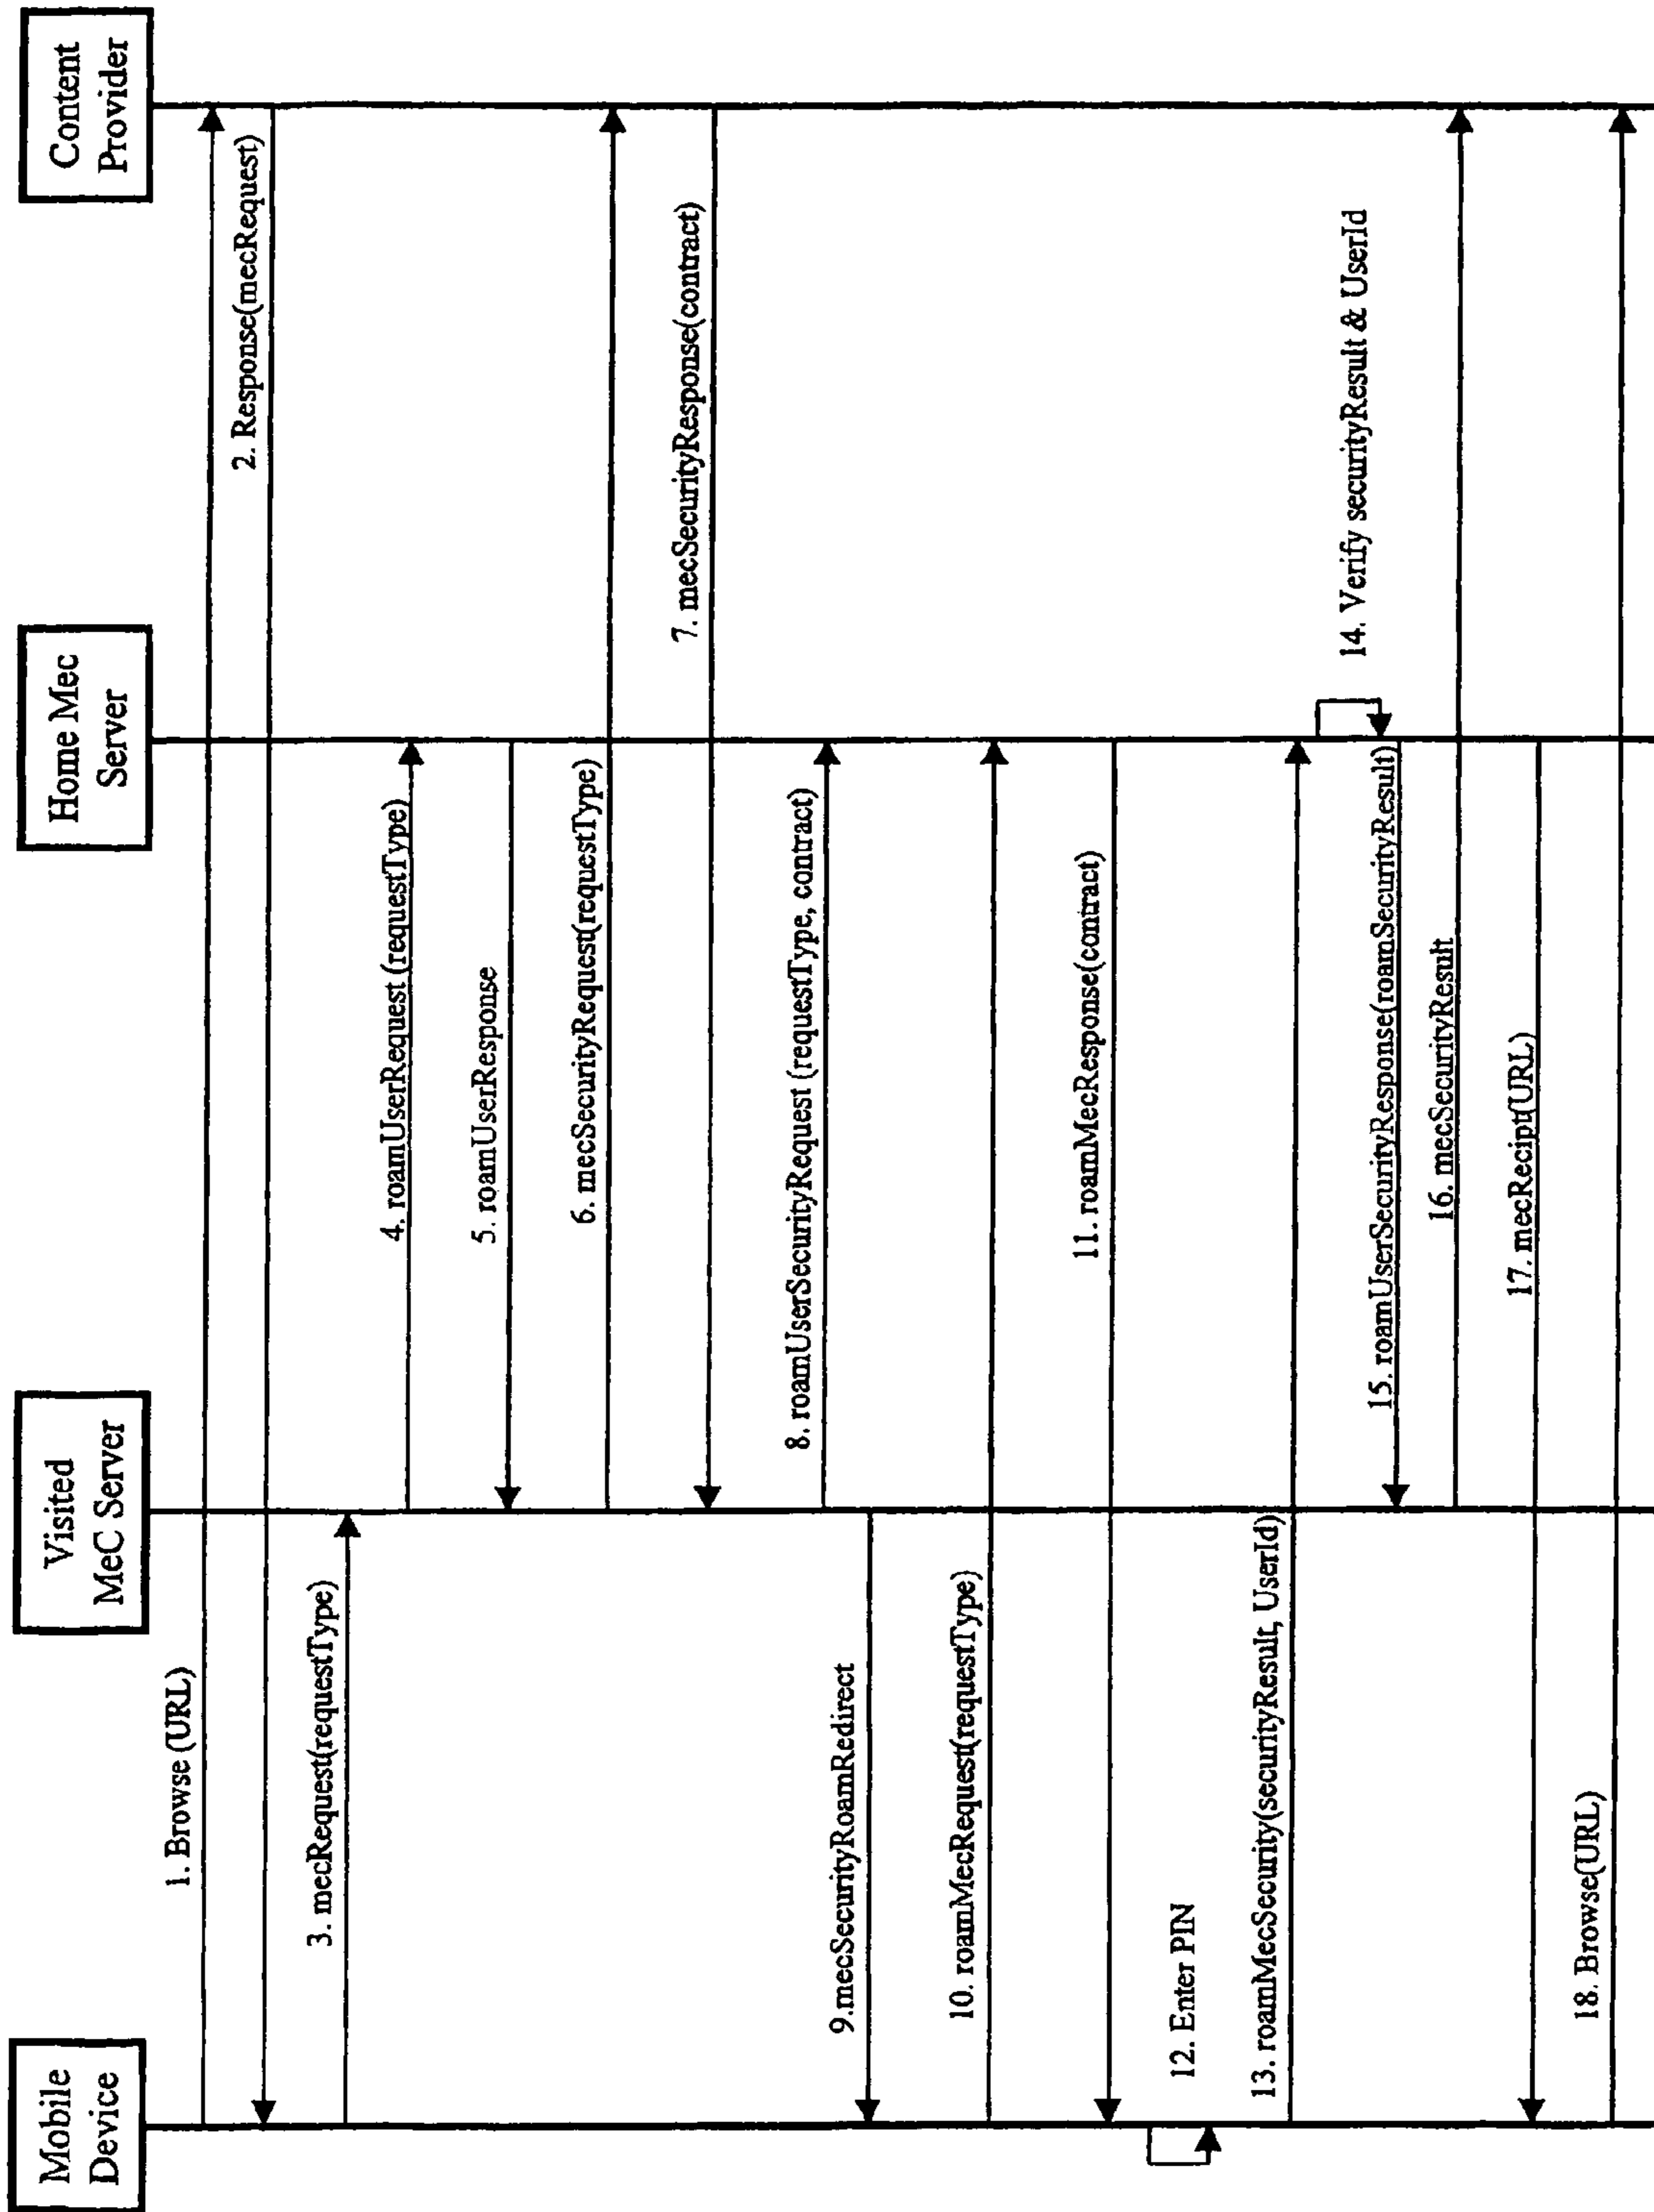 Mobile
Device
Visited
MeC Server
Home Mec
Server
Content
Provider
1. Browse (URL)
2. Response(mecRequest)
3. mecRequest(requestType)
4. roamUserRequest (requestType)
5. roamUserResponse
6. mecSecurityRequest(requestType)
7. mecSecurityResponse(contract)
8. roamUserSecurityRequest (requestType, contract)
9.mecSecurityRoamRedirect
10. roamMecRequest(requestType)
11. roamMecResponse(contract)
12. Enter PIN
13. roamMecSecurity(securityResult, UserId)
14. Verify securityResult & UserId
15. roamUserSecurityResponse(roamSecurityResult)
16. mecSecurityResult
17. mecRecipt(URL)
18. Browse(URL)